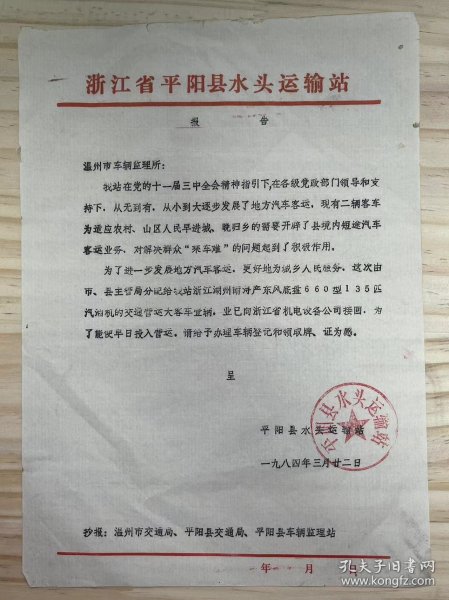 浙江省平阳县水头运输站
报 告
温州市车辆监理所：
我站在党的十一届三中全会精神指引下，在各级党政部门领导和支
持下，从无到有，从小到大逐步发展了地方汽车客运，现有二辆客车
为适应农村、山区人民早进城、晚归乡的需要开辟了县境内短途汽车
客运业务，对解决群众“乘车难”的问题起到了积极作用。
为了进一步发展地方汽车客运，更好地为城乡人民服务，这次由
市、县主管局分配给我站浙江湖州产东风底盘660型135匹
汽油机的交通营运大客车壹辆，业已向浙江省机电设备公司接回，为
了能使早日投入营运，请给予办理车辆登记和领取牌、证为感。
呈
平阳县水头运输站
一九八四年三月廿二日
平阳县水头运输站
抄报：温州市交通局、平阳县交通局、平阳县车辆监理站
年 月 日
孔夫子旧书网
kongfz.com